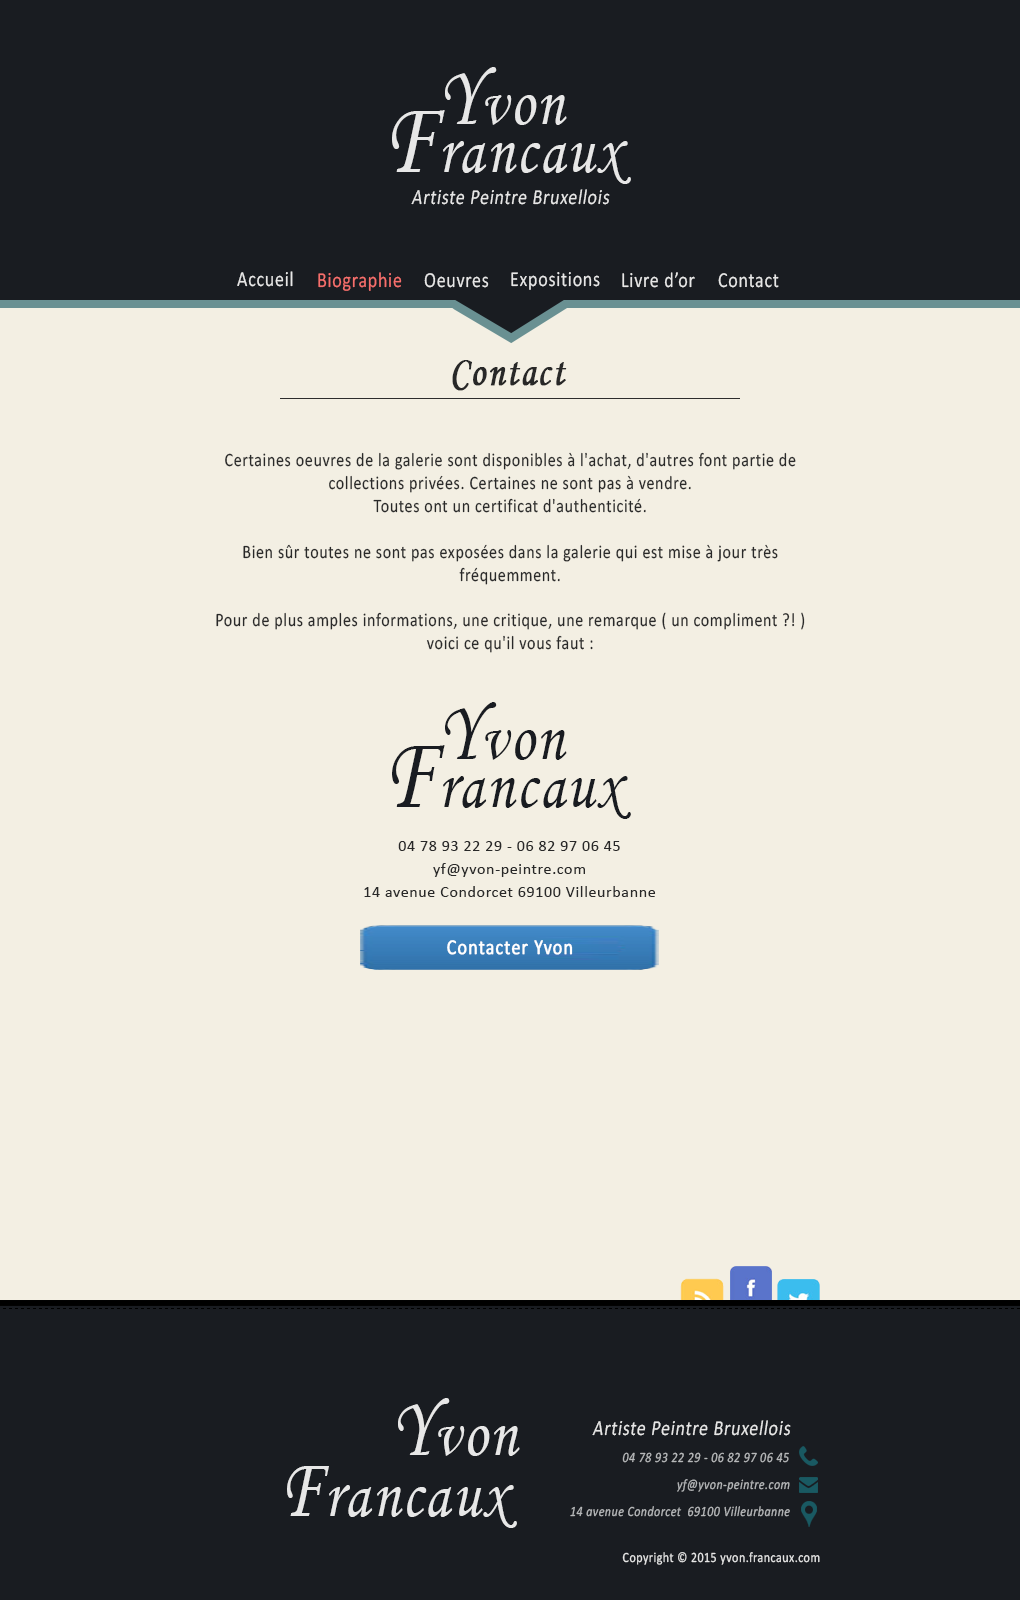 Yvon
Francaux
Artiste Peintre Bruxellois
Accueil Biographie Oeuvres Expositions Livre d’or Contact
Contact
Certaines oeuvres de la galerie sont disponibles à l'achat, d'autres font partie de
collections privées. Certaines ne sont pas à vendre.
Toutes ont un certificat d'authenticité.
Bien sûr toutes ne sont pas exposées dans la galerie qui est mise à jour très
fréquemment.
Pour de plus amples informations, une critique, une remarque ( un compliment ?! )
voici ce qu'il vous faut :
Yvon
Francaux
04 78 93 22 29 - 06 82 97 06 45
yf@yvon-peintre.com
14 avenue Condorcet 69100 Villeurbanne
Contacter Yvon
Yvon
Francaux
Artiste Peintre Bruxellois
04 78 93 22 29 - 06 82 97 06 45
yf@yvon-peintre.com
14 avenue Condorcet 69100 Villeurbanne
Copyright © 2015 yvon.francaux.com